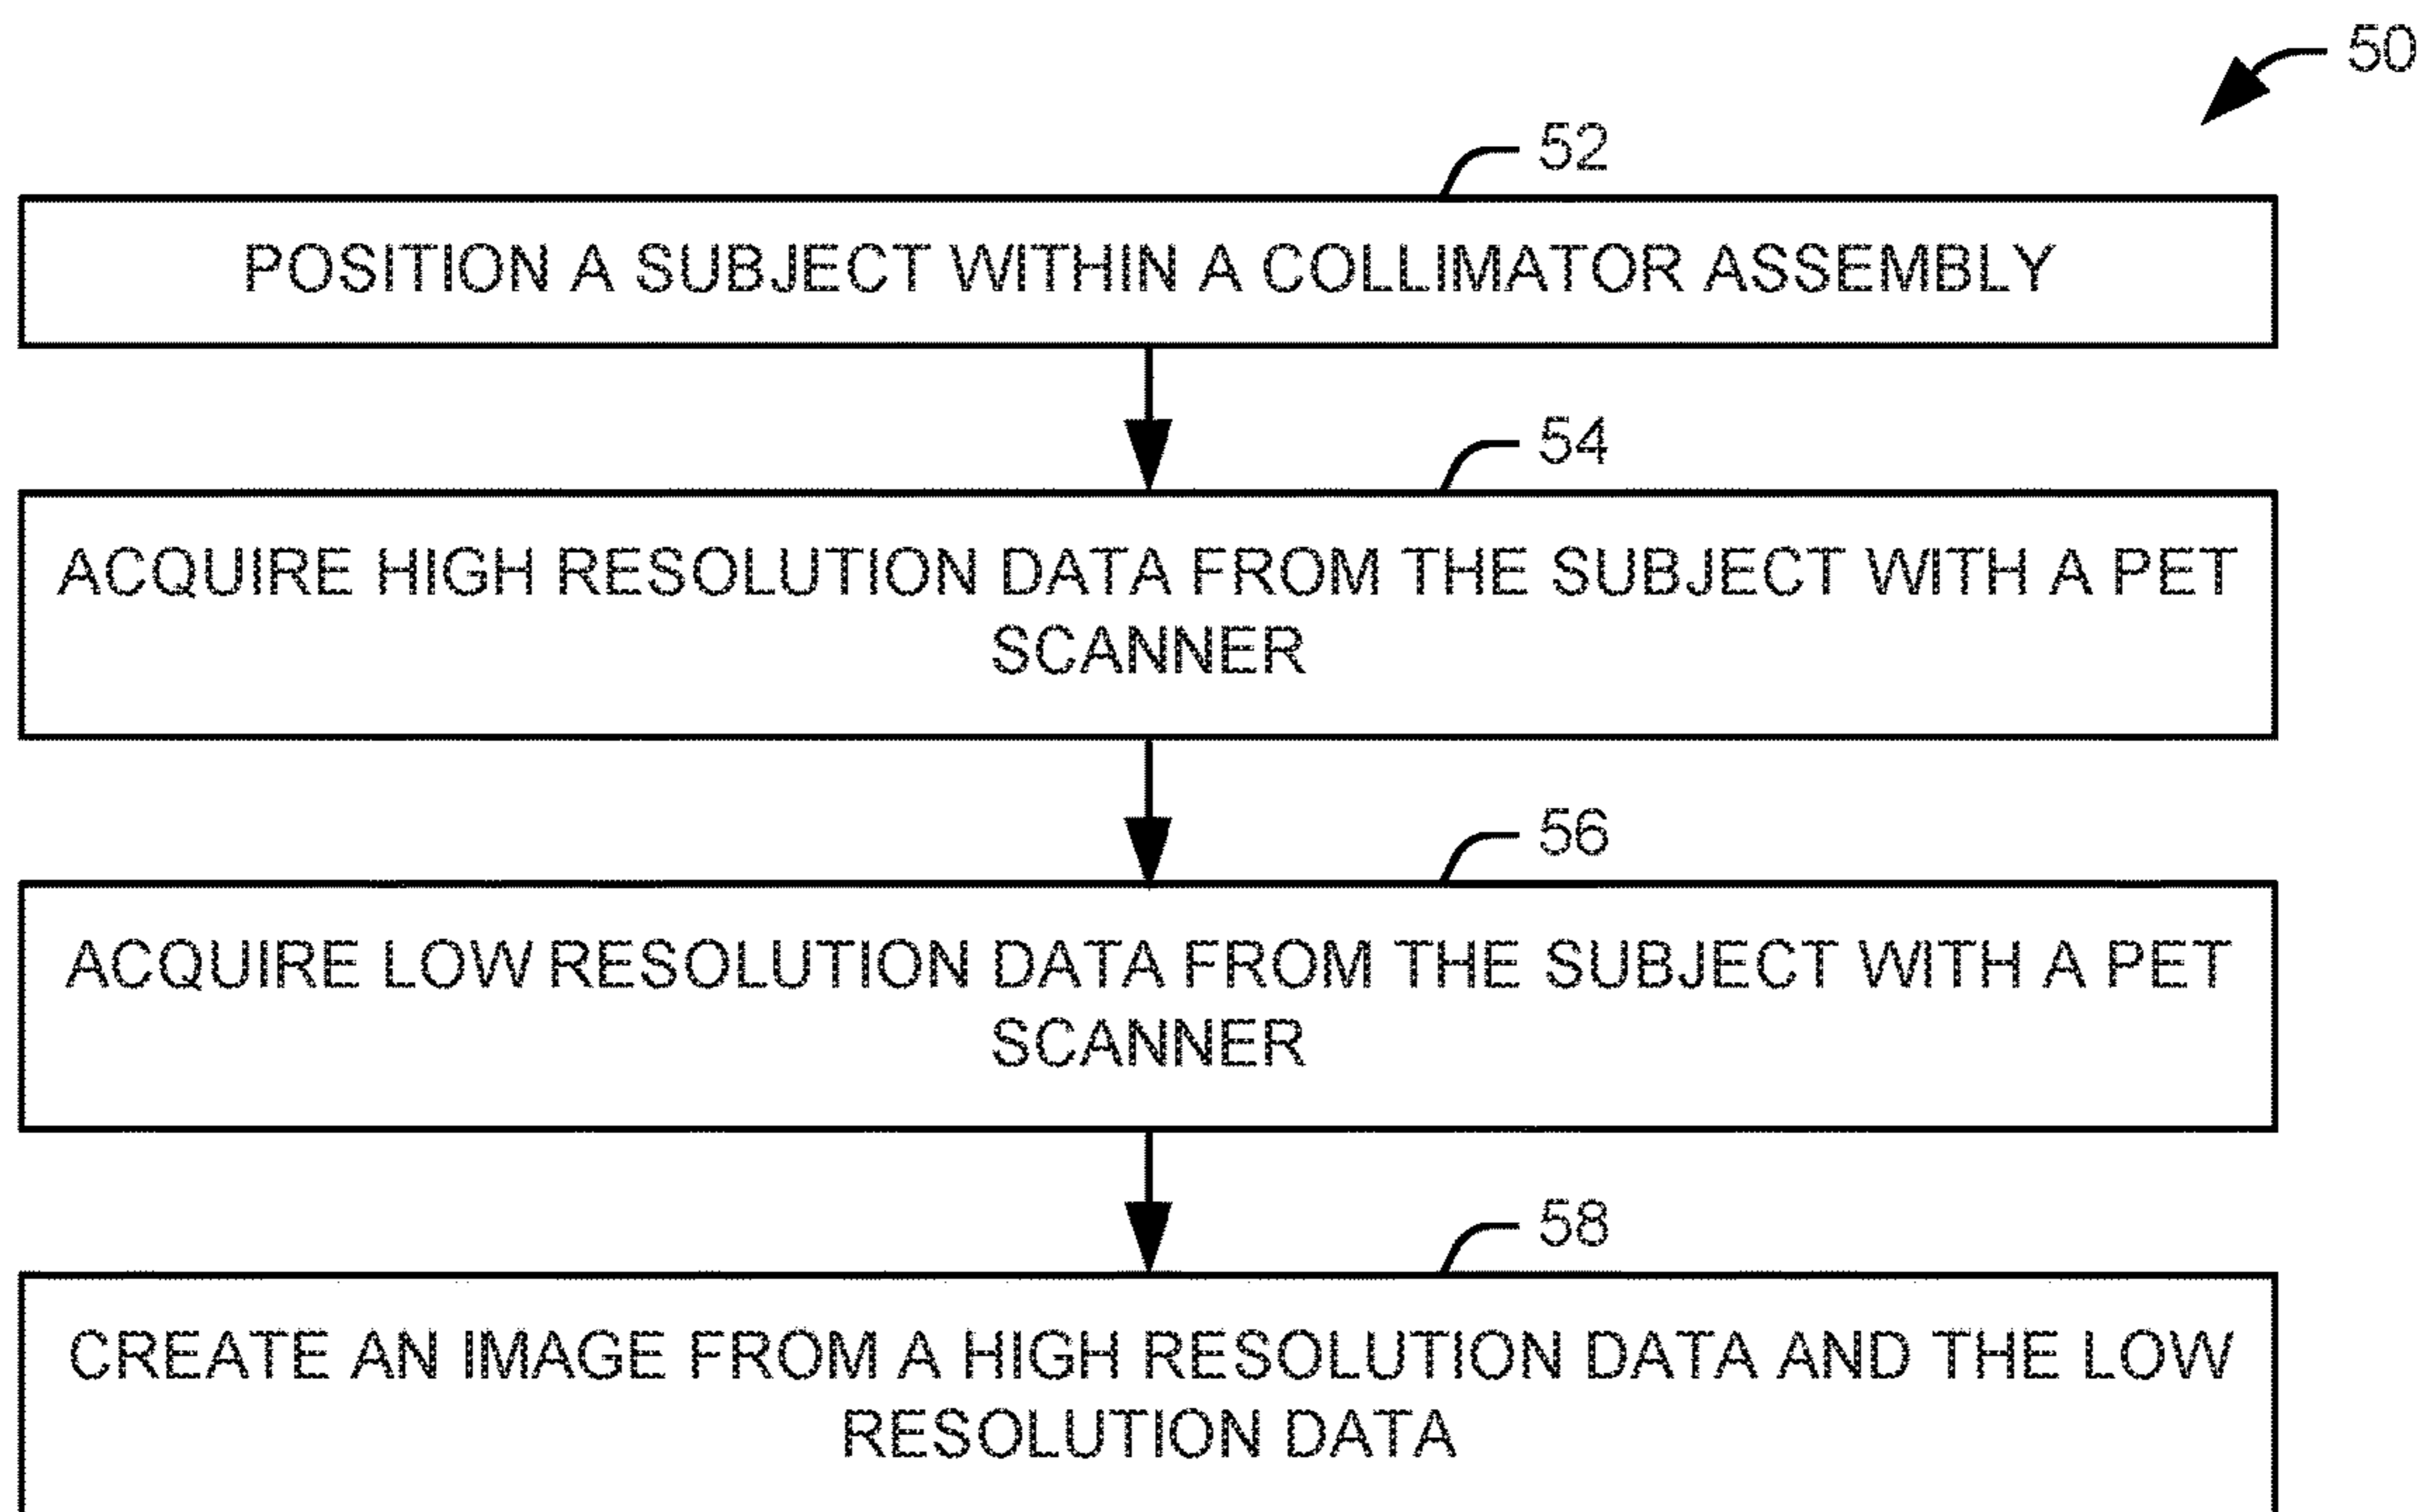 50
52
POSITION A SUBJECT WITHIN A COLLIMATOR ASSEMBLY
54
ACQUIRE HIGH RESOLUTION DATA FROM THE SUBJECT WITH A PET
SCANNER
56
ACQUIRE LOW RESOLUTION DATA FROM THE SUBJECT WITH A PET
SCANNER
58
CREATE AN IMAGE FROM A HIGH RESOLUTION DATA AND THE LOW
RESOLUTION DATA